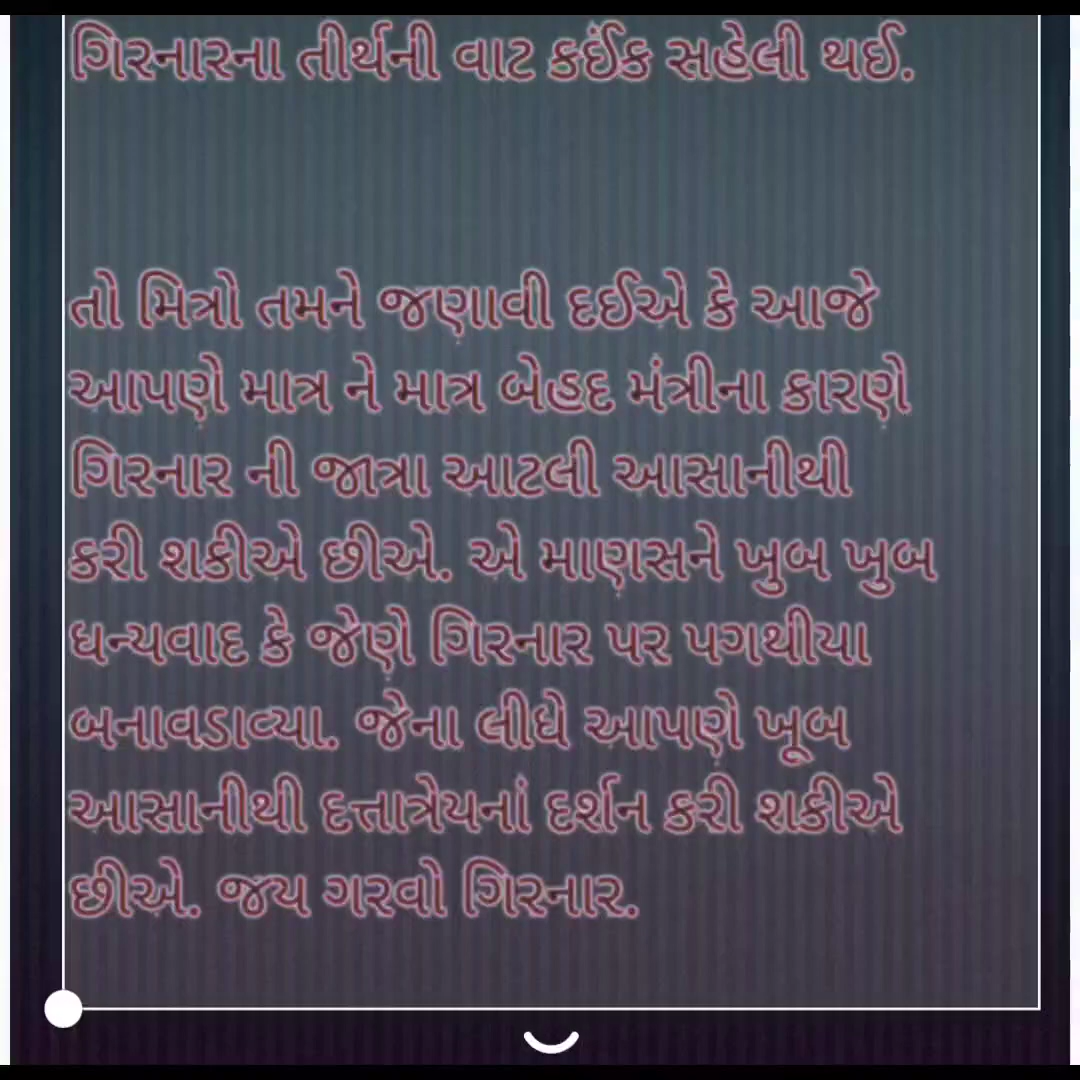 ગિરનારના તીર્થની વાટ કઈંક સહેલી થઈ.
તો મિત્રો તમને જણાવી દઈએ કે આજે
આપણે માત્ર ને માત્ર બેહદ મંત્રીના કારણે
ગિરનાર ની જાત્રા આટલી આસાનીથી
કરી શકીએ છીએ. એ માણસને ખુબ ખુબ
ધન્યવાદ કે જેણે ગિરનાર પર પગથીયા
બનાવડાવ્યા. જેના લીધે આપણે ખૂબ
આસાનીથી દત્તાત્રેયનાં દર્શન કરી શકીએ
છીએ. જય ગરવો ગિરનાર.